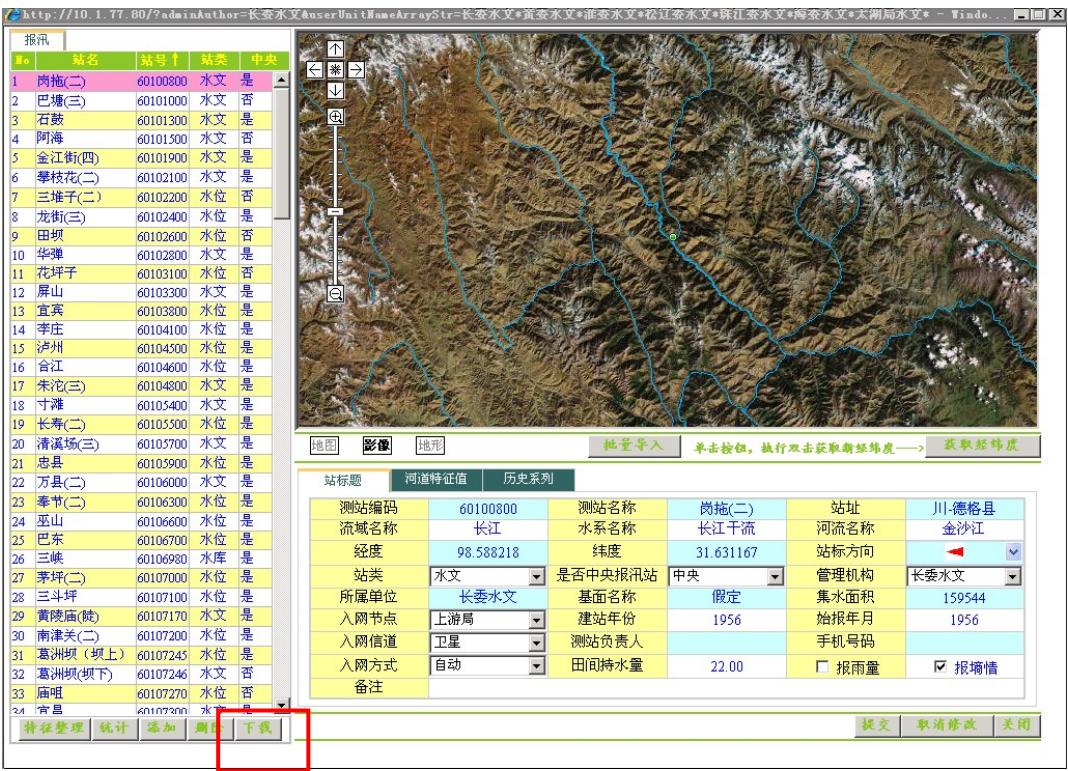 http://10.1.77.80/?adminAuthor=长委水文&userUnitNameArrayStr=长委水文*黄委水文*淮委水文*松辽委水文*珠江委水文*海委水文*太湖局水文* - Windo...
报汛
No 站名 站号↑ 站类 中央
1 岗拖(二) 60100800 水文 是
2 巴塘(三) 60101000 水文 否
3 石鼓 60101300 水文 是
4 阿海 60101500 水文 否
5 金江街(四) 60101900 水文 是
6 攀枝花(二) 60102100 水文 是
7 三堆子(二) 60102200 水位 否
8 龙街(三) 60102400 水位 是
9 田坝 60102600 水位 否
10 华弹 60102800 水文 是
11 花坪子 60103100 水位 否
12 屏山 60103300 水文 是
13 宜宾 60103800 水位 是
14 李庄 60104100 水位 是
15 泸州 60104500 水位 是
16 合江 60104600 水位 是
17 朱沱(三) 60104800 水文 是
18 寸滩 60105400 水文 是
19 长寿(二) 60105500 水位 是
20 清溪场(三) 60105700 水文 是
21 忠县 60105900 水位 是
22 万县(二) 60106000 水文 是
23 奉节(二) 60106300 水位 是
24 巫山 60106600 水位 是
25 巴东 60106700 水位 是
26 三峡 60106980 水库 是
27 茅坪(二) 60107000 水位 是
28 三斗坪 60107100 水位 是
29 黄陵庙(陡) 60107170 水文 是
30 南津关(二) 60107200 水位 是
31 葛洲坝（坝上） 60107245 水位 是
32 葛洲坝(坝下) 60107246 水文 否
33 庙咀 60107270 水位 否
34 宜昌 60107300 水文 是
特征整理 统计 添加 删除 下载
地图 影像 地形 批量导入 单击按钮，执行双击获取新经纬度——> 获取经纬度
站标题 河道特征值 历史系列
测站编码 60100800 测站名称 岗拖(二) 站址 川-德格县
流域名称 长江 水系名称 长江干流 河流名称 金沙江
经度 98.588218 纬度 31.631167 站标方向
站类 水文 是否中央报汛站 中央 管理机构 长委水文
所属单位 长委水文 基面名称 假定 集水面积 159544
入网节点 上游局 建站年份 1956 始报年月 1956
入网信道 卫星 测站负责人 手机号码
入网方式 自动 田间持水量 22.00 报雨量 报墒情
备注
提交 取消修改 关闭